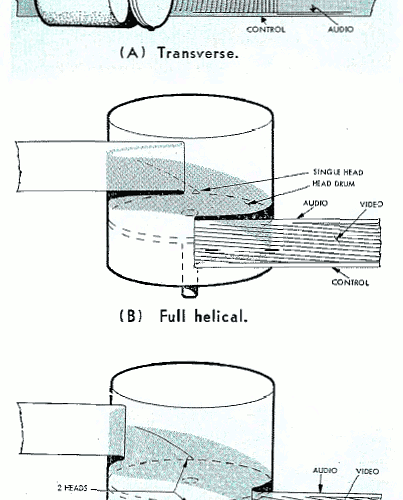 CONTROL
AUDIO
(A) Transverse.
SINGLE HEAD
HEAD DRUM
AUDIO
VIDEO
CONTROL
(B) Full helical.
AUDIO
VIDEO
2 HEADS